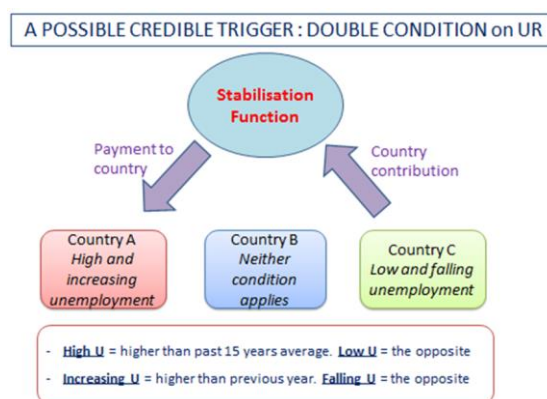 A POSSIBLE CREDIBLE TRIGGER : DOUBLE CONDITION on UR
Stabilisation
Function
Payment to
country
Country
contribution
Country A
High and
increasing
unemployment
Country B
Neither
condition
applies
Country C
Low and falling
unemployment
- High U = higher than past 15 years average. Low U = the opposite
- Increasing U = higher than previous year. Falling U = the opposite